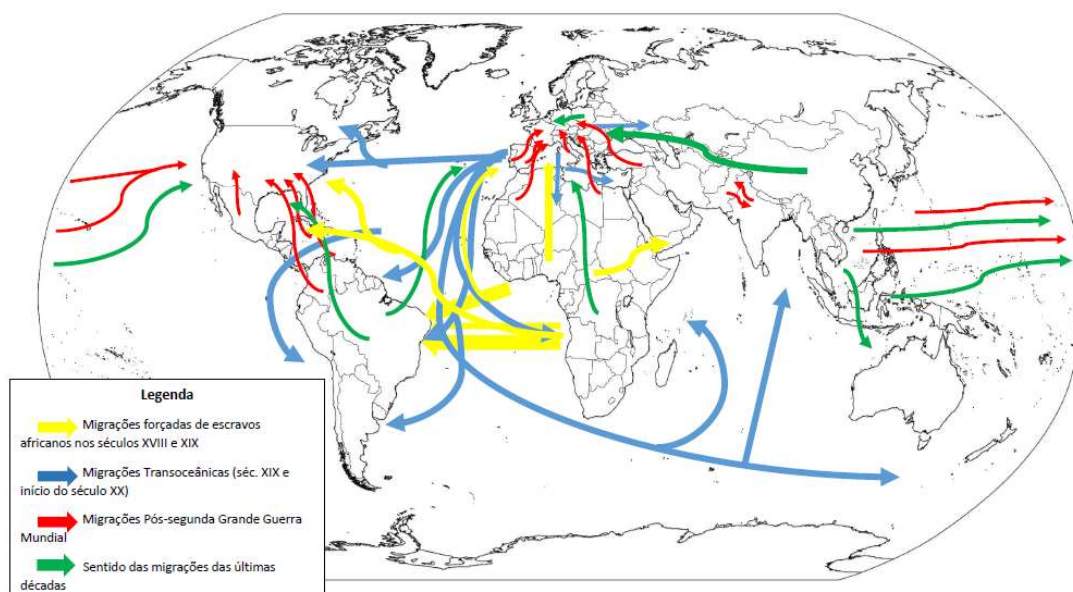 Legenda
Migrações forçadas de escravos
africanos nos séculos XVIII e XIX
Migrações Transoceânicas (séc. XIX e
início do século XX)
Migrações Pós-segunda Grande Guerra
Mundial
Sentido das migrações das últimas
décadas